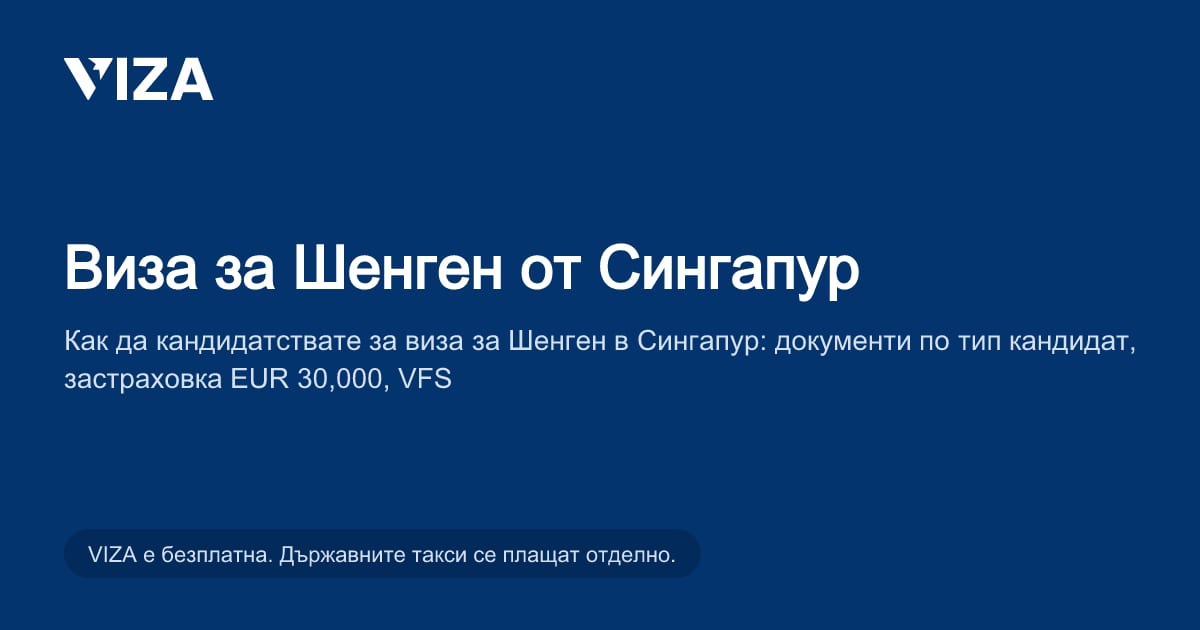 VIZA
Виза за Шенген от Сингапур
Как да кандидатствате за виза за Шенген в Сингапур: документи по тип кандидат,
застраховка EUR 30,000, VFS
VIZA е безплатна. Държавните такси се плащат отделно.